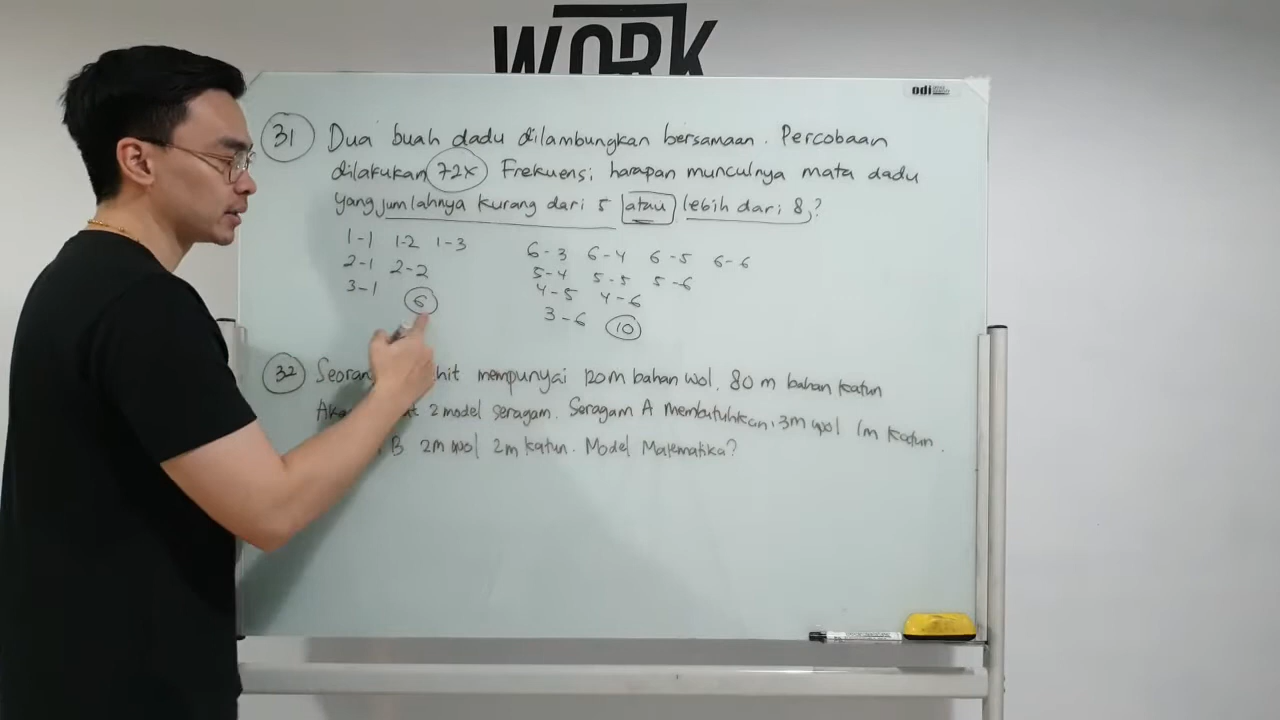 WORK
odi
31 Dua buah dadu dilambungkan bersamaan. Percobaan
dilakukan 72x Frekuensi harapan munculnya mata dadu
yang jumlahnya kurang dari 5 atau lebih dari 8,?
1-1 1-2 1-3
2-1 2-2
3-1
6
6-3 6-4 6-5 6-6
5-4 5-5 5-6
4-5 4-6
3-6 10
32 Seoran hit mempunyai 120m bahan wol, 80 m bahan katun
2 model seragam. Seragam A membutuhkan, 3m wol 1m katun
B 2m wol 2m katun. Model Matematika?